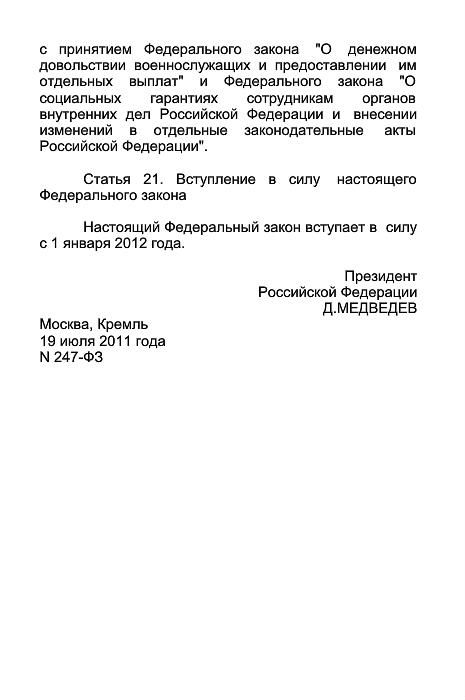 с принятием Федерального закона "О денежном
довольствии военнослужащих и предоставлении им
отдельных выплат" и Федерального закона "О
социальных гарантиях сотрудникам органов
внутренних дел Российской Федерации и внесении
изменений в отдельные законодательные акты
Российской Федерации".
Статья 21. Вступление в силу настоящего
Федерального закона
Настоящий Федеральный закон вступает в силу
с 1 января 2012 года.
Президент
Российской Федерации
Д.МЕДВЕДЕВ
Москва, Кремль
19 июля 2011 года
N 247-ФЗ